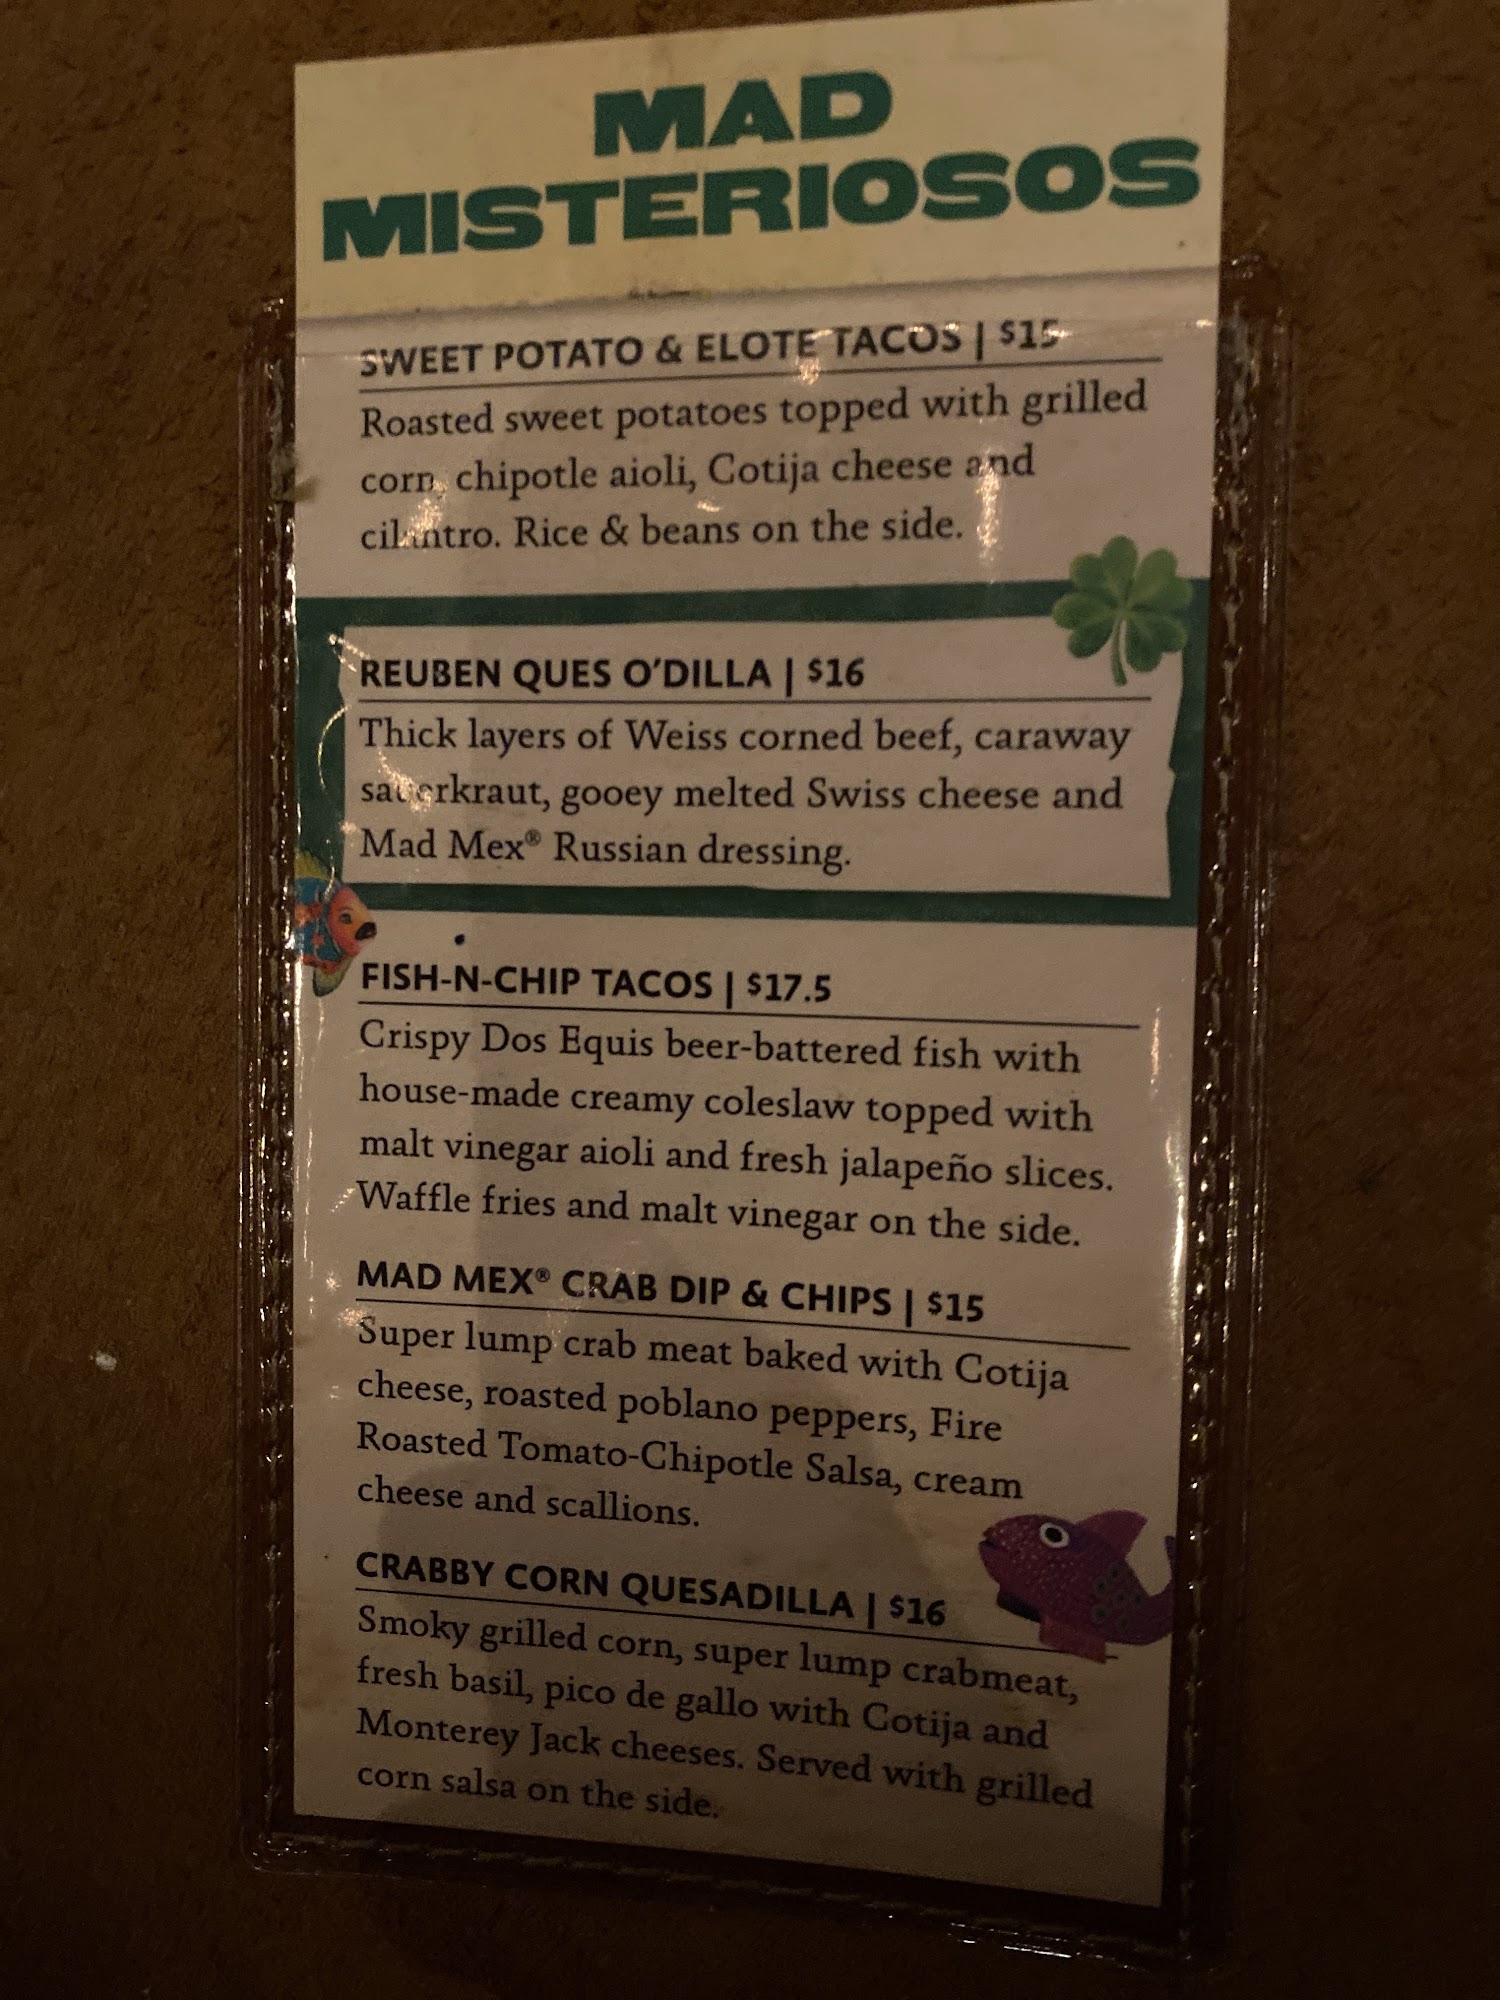 MAD
MISTERIOSOS
SWEET POTATO & ELOTE TACOS | $15
Roasted sweet potatoes topped with grilled
corn, chipotle aioli, Cotija cheese and
cilantro. Rice & beans on the side.
REUBEN QUES O'DILLA | $16
Thick layers of Weiss corned beef, caraway
sauerkraut, gooey melted Swiss cheese and
Mad Mex® Russian dressing.
FISH-N-CHIP TACOS | $17.5
Crispy Dos Equis beer-battered fish with
house-made creamy coleslaw topped with
malt vinegar aioli and fresh jalapeño slices.
Waffle fries and malt vinegar on the side.
MAD MEX® CRAB DIP & CHIPS | $15
Super lump crab meat baked with Cotija
cheese, roasted poblano peppers, Fire
Roasted Tomato-Chipotle Salsa, cream
cheese and scallions.
CRABBY CORN QUESADILLA | $16
Smoky grilled corn, super lump crabmeat,
fresh basil, pico de gallo with Cotija and
Monterey Jack cheeses. Served with grilled
corn salsa on the side.